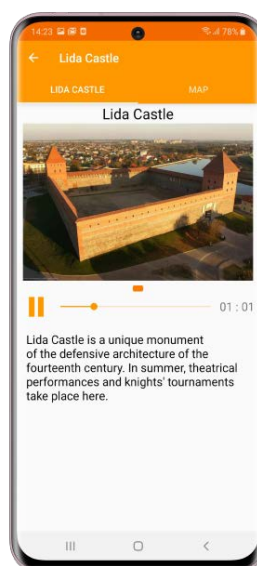 14:23 78%
Lida Castle
LIDA CASTLE MAP
Lida Castle
01 : 01
Lida Castle is a unique monument
of the defensive architecture of the
fourteenth century. In summer, theatrical
performances and knights' tournaments
take place here.